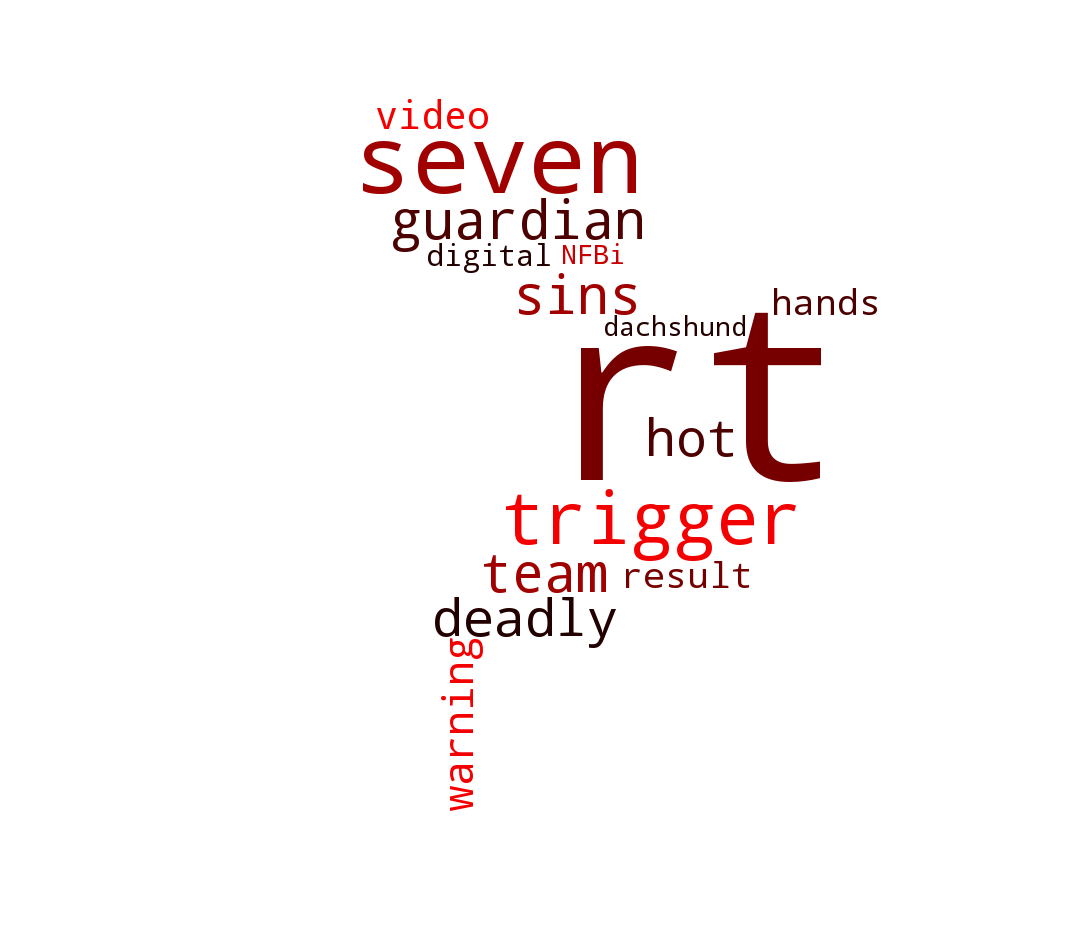 video
seven
guardian
digital NFBi
sins
hands
dachshund
rt
hot
trigger
team result
deadly
warning